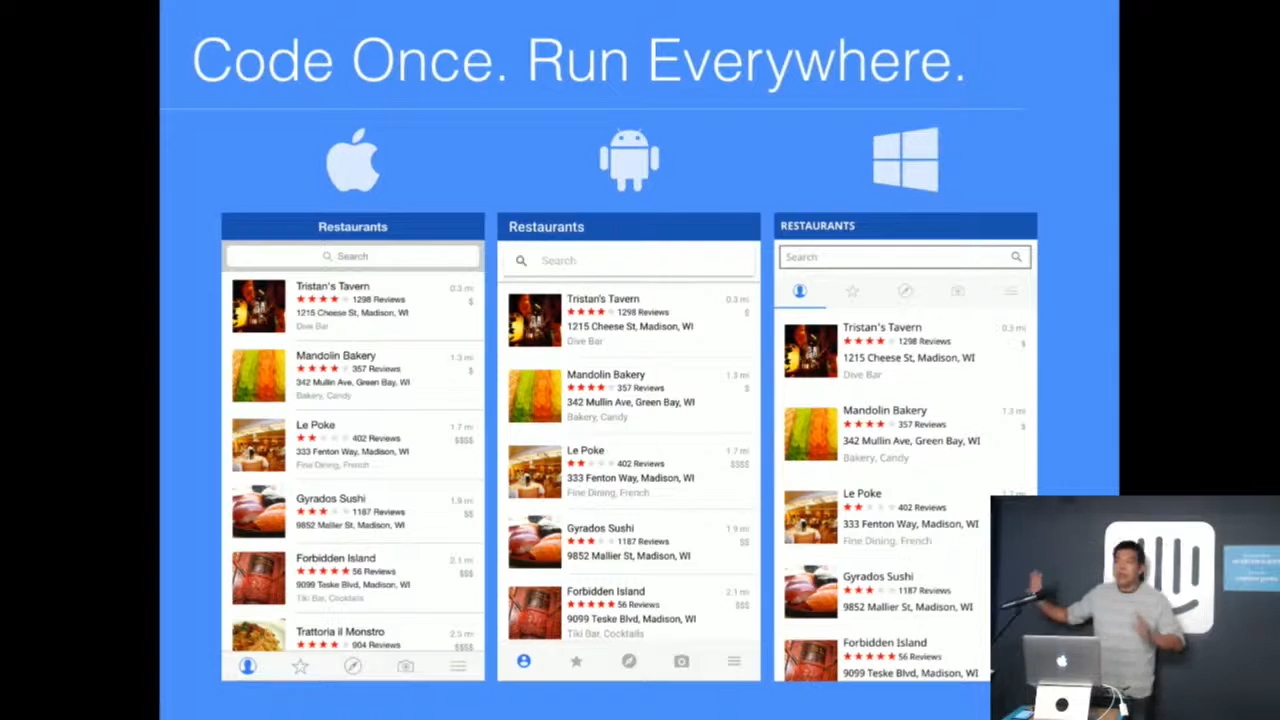 Code Once. Run Everywhere.
Restaurants
Search
Tristan's Tavern
0.3 mi
1298 Reviews
$
1215 Cheese St, Madison, WI
Dive Bar
Mandolin Bakery
1.3 mi
357 Reviews
$
342 Mullin Ave, Green Bay, WI
Bakery, Candy
Le Poke
1.7 mi
402 Reviews
$$$$
333 Fenton Way, Madison, WI
Fine Dining, French
Gyrados Sushi
1.9 mi
1187 Reviews
$$
9852 Mallier St, Madison, WI
Forbidden Island
2.1 mi
56 Reviews
$$$
9099 Teske Blvd, Madison, WI
Tiki Bar, Cocktails
Trattoria il Monstro
2.5 mi
904 Reviews
$$$$
Restaurants
Search
Tristan's Tavern
0.3 mi
1298 Reviews
$
1215 Cheese St, Madison, WI
Dive Bar
Mandolin Bakery
1.3 mi
357 Reviews
$
342 Mullin Ave, Green Bay, WI
Bakery, Candy
Le Poke
1.7 mi
402 Reviews
$$$$
333 Fenton Way, Madison, WI
Fine Dining, French
Gyrados Sushi
1.9 mi
1187 Reviews
$$
9852 Mallier St, Madison, WI
Forbidden Island
2.1 mi
56 Reviews
$$$
9099 Teske Blvd, Madison, WI
Tiki Bar, Cocktails
RESTAURANTS
Search
Tristan's Tavern
0.3 mi
1298 Reviews
$
1215 Cheese St, Madison, WI
Dive Bar
Mandolin Bakery
1.3 mi
357 Reviews
$
342 Mullin Ave, Green Bay, WI
Bakery, Candy
Le Poke
1.7 mi
402 Reviews
333 Fenton Way, Madison, WI
Fine Dining, French
Gyrados Sushi
1187 Reviews
9852 Mallier St, Madison, WI
Forbidden Island
56 Reviews
9099 Teske Blvd, Madison, WI